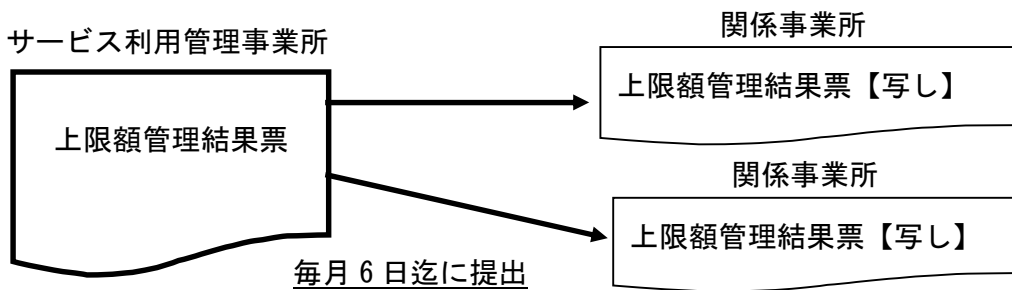 サービス利用管理事業所
上限額管理結果票
関係事業所
上限額管理結果票【写し】
関係事業所
上限額管理結果票【写し】
毎月6日迄に提出